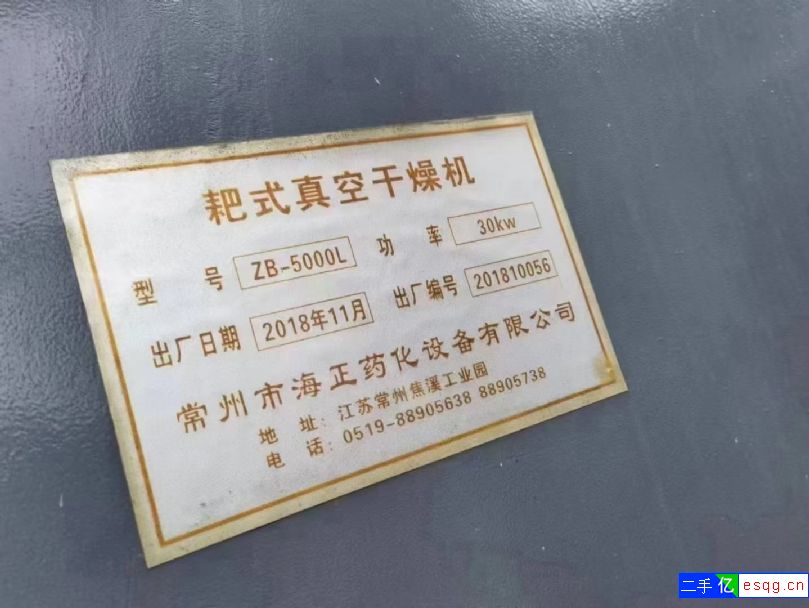 耙式真空干燥机
型号 ZB-5000L 功率 30kw
出厂日期 2018年11月 出厂编号 201810056
常州市海正药化设备有限公司
地址: 江苏常州焦溪工业园
电话: 0519-88905638 88905738
二手亿 esqg.cn